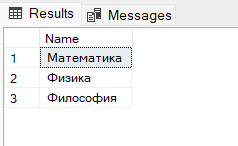 Results Messages
Name
1 Математика
2 Физика
3 Философия